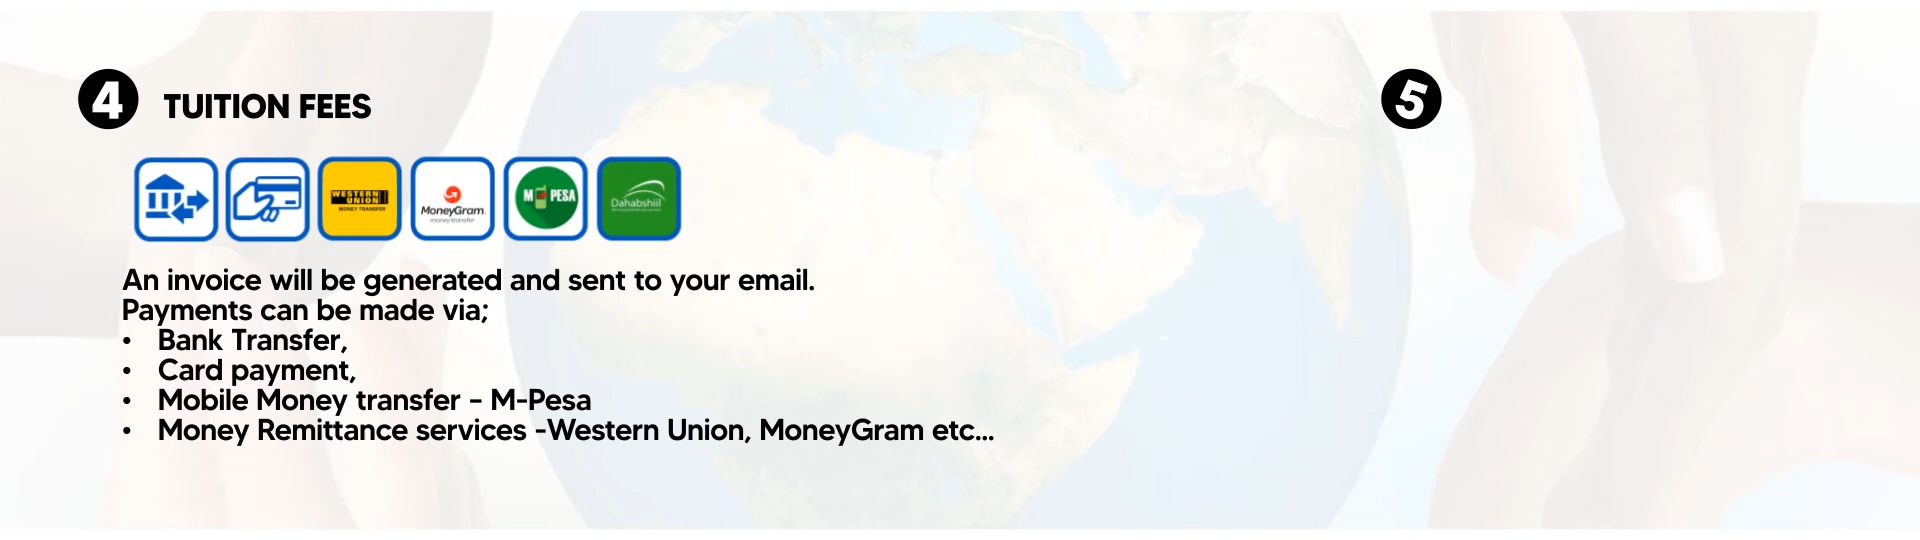 4 TUITION FEES
5
WESTERN UNION
MONEY TRANSFER
MoneyGram.
money transfer
M PESA
Dahabshiil
An invoice will be generated and sent to your email.
Payments can be made via;
• Bank Transfer,
• Card payment,
• Mobile Money transfer – M-Pesa
• Money Remittance services -Western Union, MoneyGram etc...